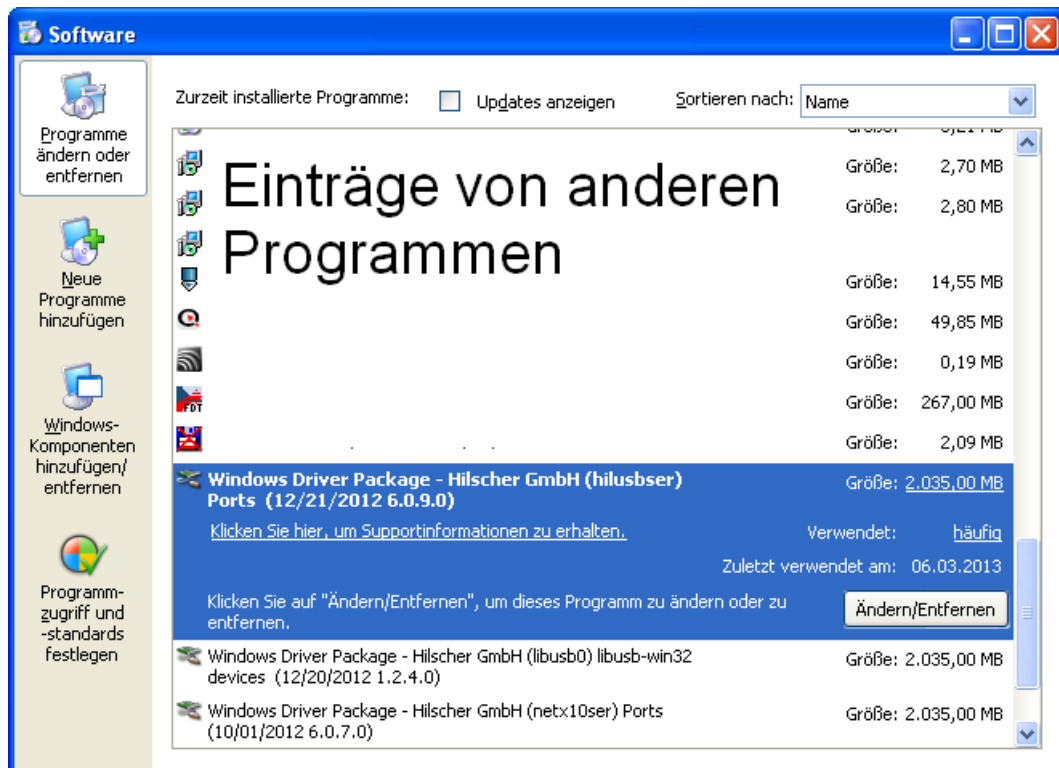 Software
Programme
ändern oder
entfernen
Neue
Programme
hinzufügen
Windows-
Komponenten
hinzufügen/
entfernen
Programm-
zugriff und
-standards
festlegen
Zurzeit installierte Programme: Updates anzeigen Sortieren nach: Name
Größe: 2,70 MB
Größe: 2,80 MB
Einträge von anderen
Programmen
Größe: 14,55 MB
Größe: 49,85 MB
Größe: 0,19 MB
FDT Größe: 267,00 MB
Größe: 2,09 MB
Windows Driver Package - Hilscher GmbH (hilusbser) Größe: 2.035,00 MB
Ports (12/21/2012 6.0.9.0)
Klicken Sie hier, um Supportinformationen zu erhalten. Verwendet: häufig
Zuletzt verwendet am: 06.03.2013
Klicken Sie auf "Ändern/Entfernen", um dieses Programm zu ändern oder zu Ändern/Entfernen
entfernen.
Windows Driver Package - Hilscher GmbH (libusb0) libusb-win32 Größe: 2.035,00 MB
devices (12/20/2012 1.2.4.0)
Windows Driver Package - Hilscher GmbH (netx10ser) Ports Größe: 2.035,00 MB
(10/01/2012 6.0.7.0)